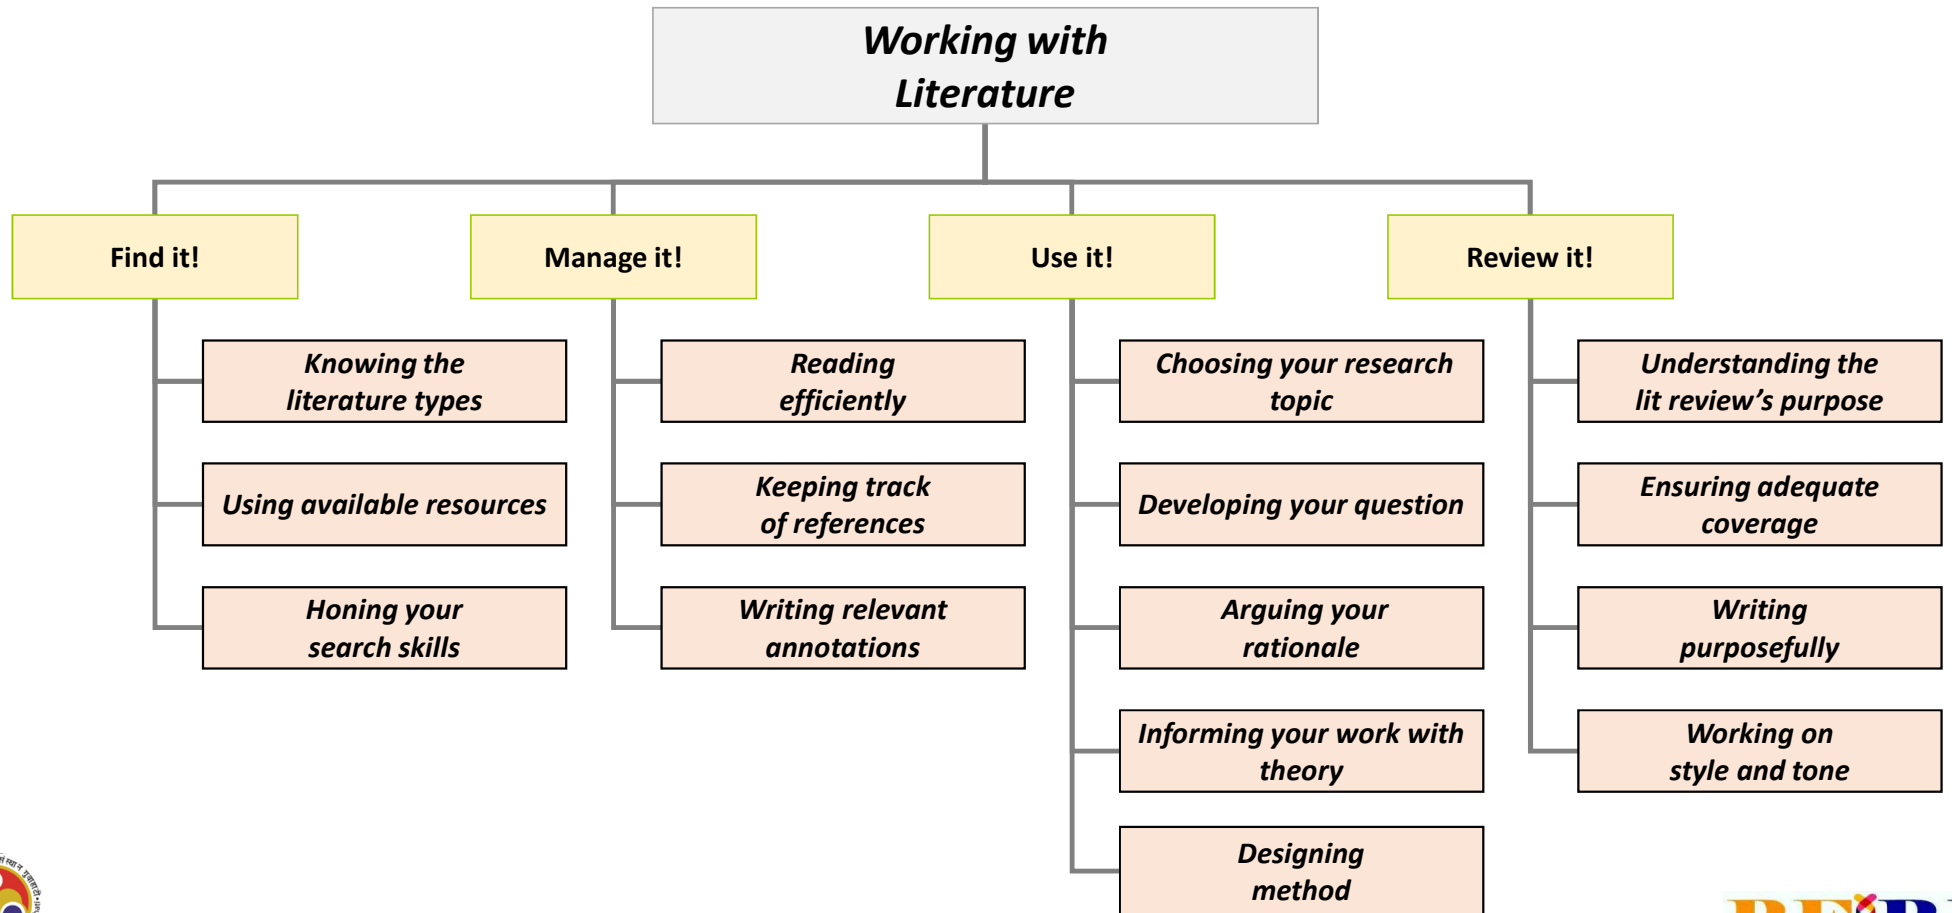 Working with
Literature
Find it!
Manage it!
Use it!
Review it!
Knowing the
literature types
Using available resources
Honing your
search skills
Reading
efficiently
Keeping track
of references
Writing relevant
annotations
Choosing your research
topic
Developing your question
Arguing your
rationale
Informing your work with
theory
Designing
method
Understanding the
lit review’s purpose
Ensuring adequate
coverage
Writing
purposefully
Working on
style and tone